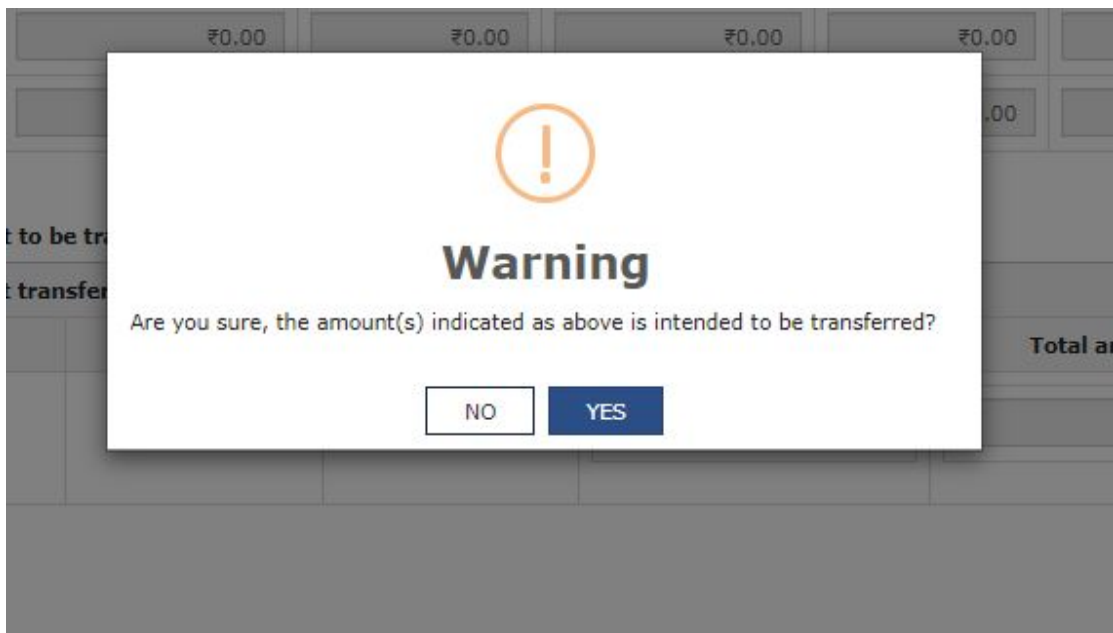 ₹0.00 ₹0.00 ₹0.00 ₹0.00
.00
t to be tra
Warning
t transfer
Are you sure, the amount(s) indicated as above is intended to be transferred?
Total a
NO YES